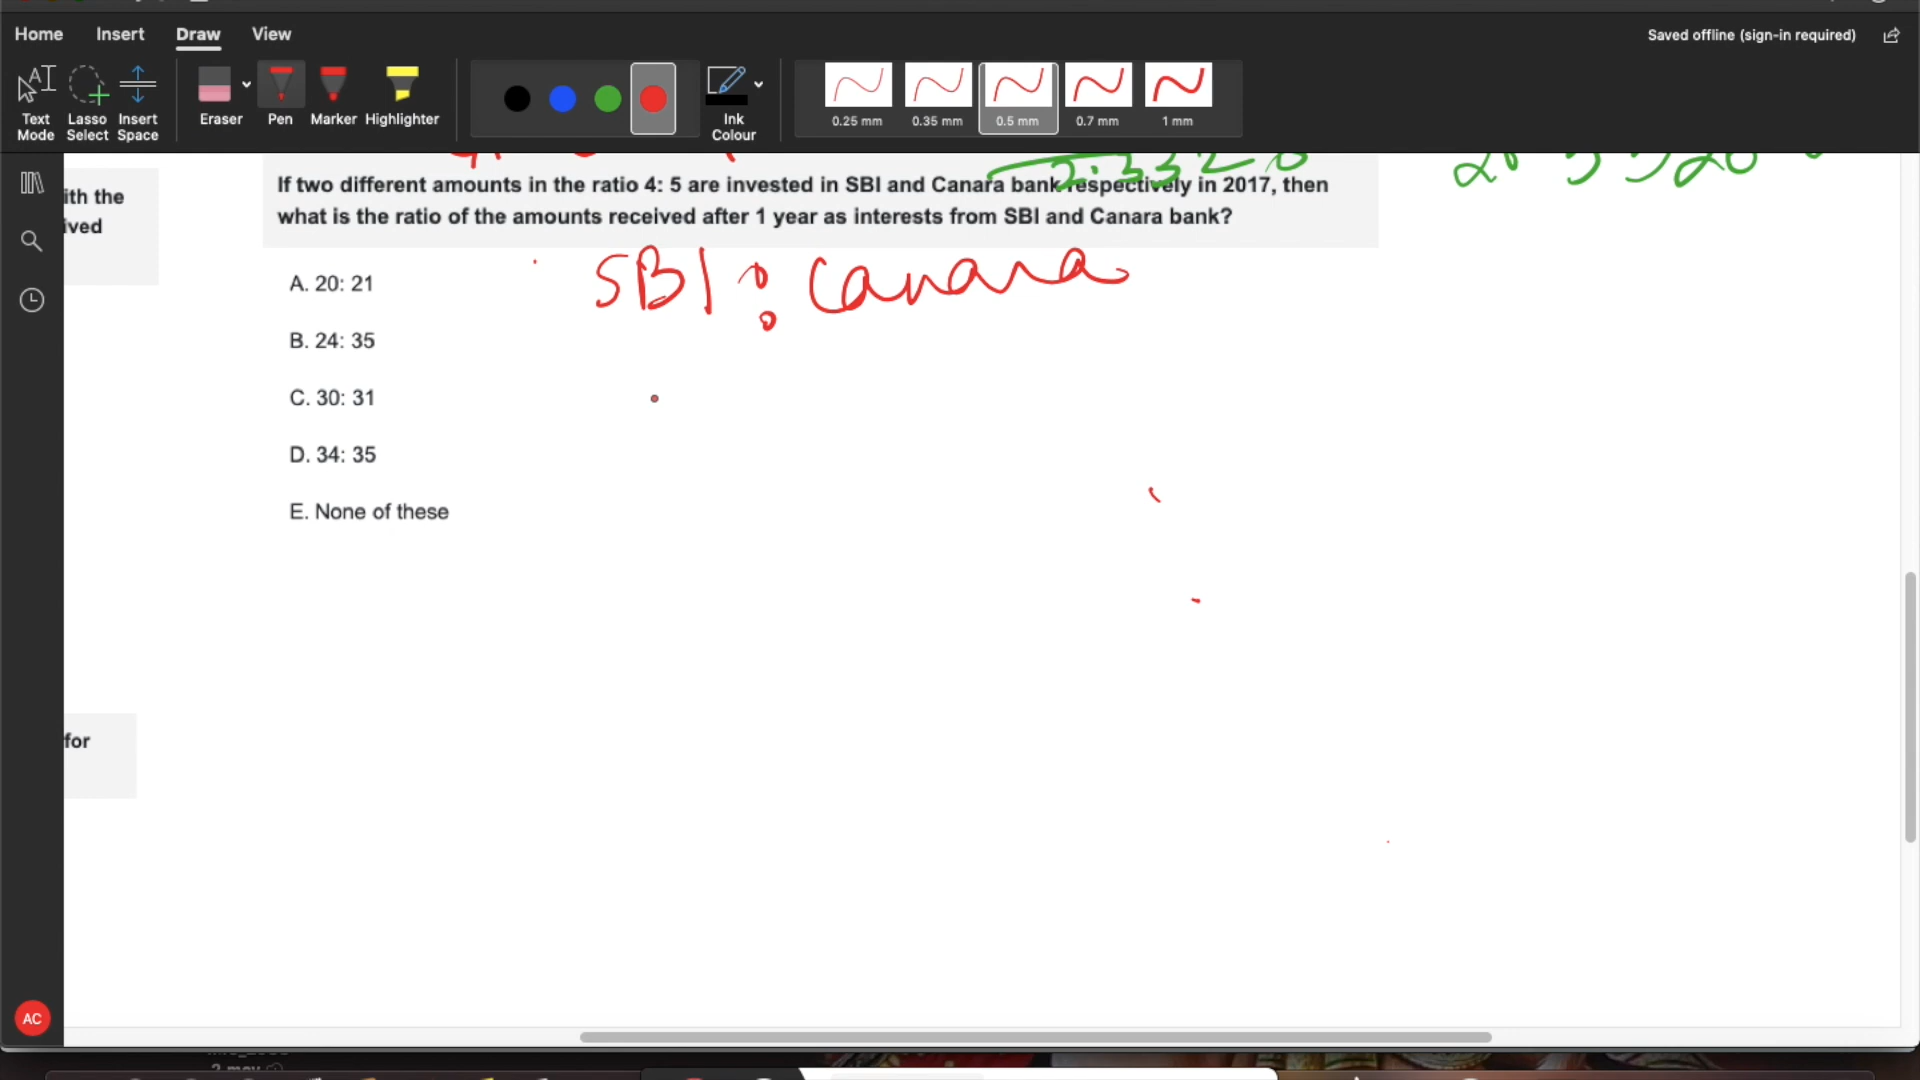 Home Insert Draw View
Saved offline (sign-in required)
Text Mode
Lasso Select
Insert Space
Eraser
Pen
Marker
Highlighter
Ink Colour
0.25 mm
0.35 mm
0.5 mm
0.7 mm
1 mm
ith the
ived
If two different amounts in the ratio 4: 5 are invested in SBI and Canara bank respectively in 2017, then
what is the ratio of the amounts received after 1 year as interests from SBI and Canara bank?
SBI : Canara
A. 20: 21
B. 24: 35
C. 30: 31
D. 34: 35
E. None of these
for
AC